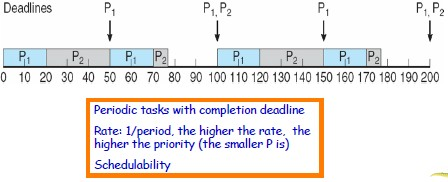 Deadlines P1 P1, P2 P1 P1, P2
P1 P2 P1 P2 P1 P2 P1 P2
0 10 20 30 40 50 60 70 80 90 100 110 120 130 140 150 160 170 180 190 200
Periodic tasks with completion deadline
Rate: 1/period, the higher the rate, the
higher the priority (the smaller P is)
Schedulability